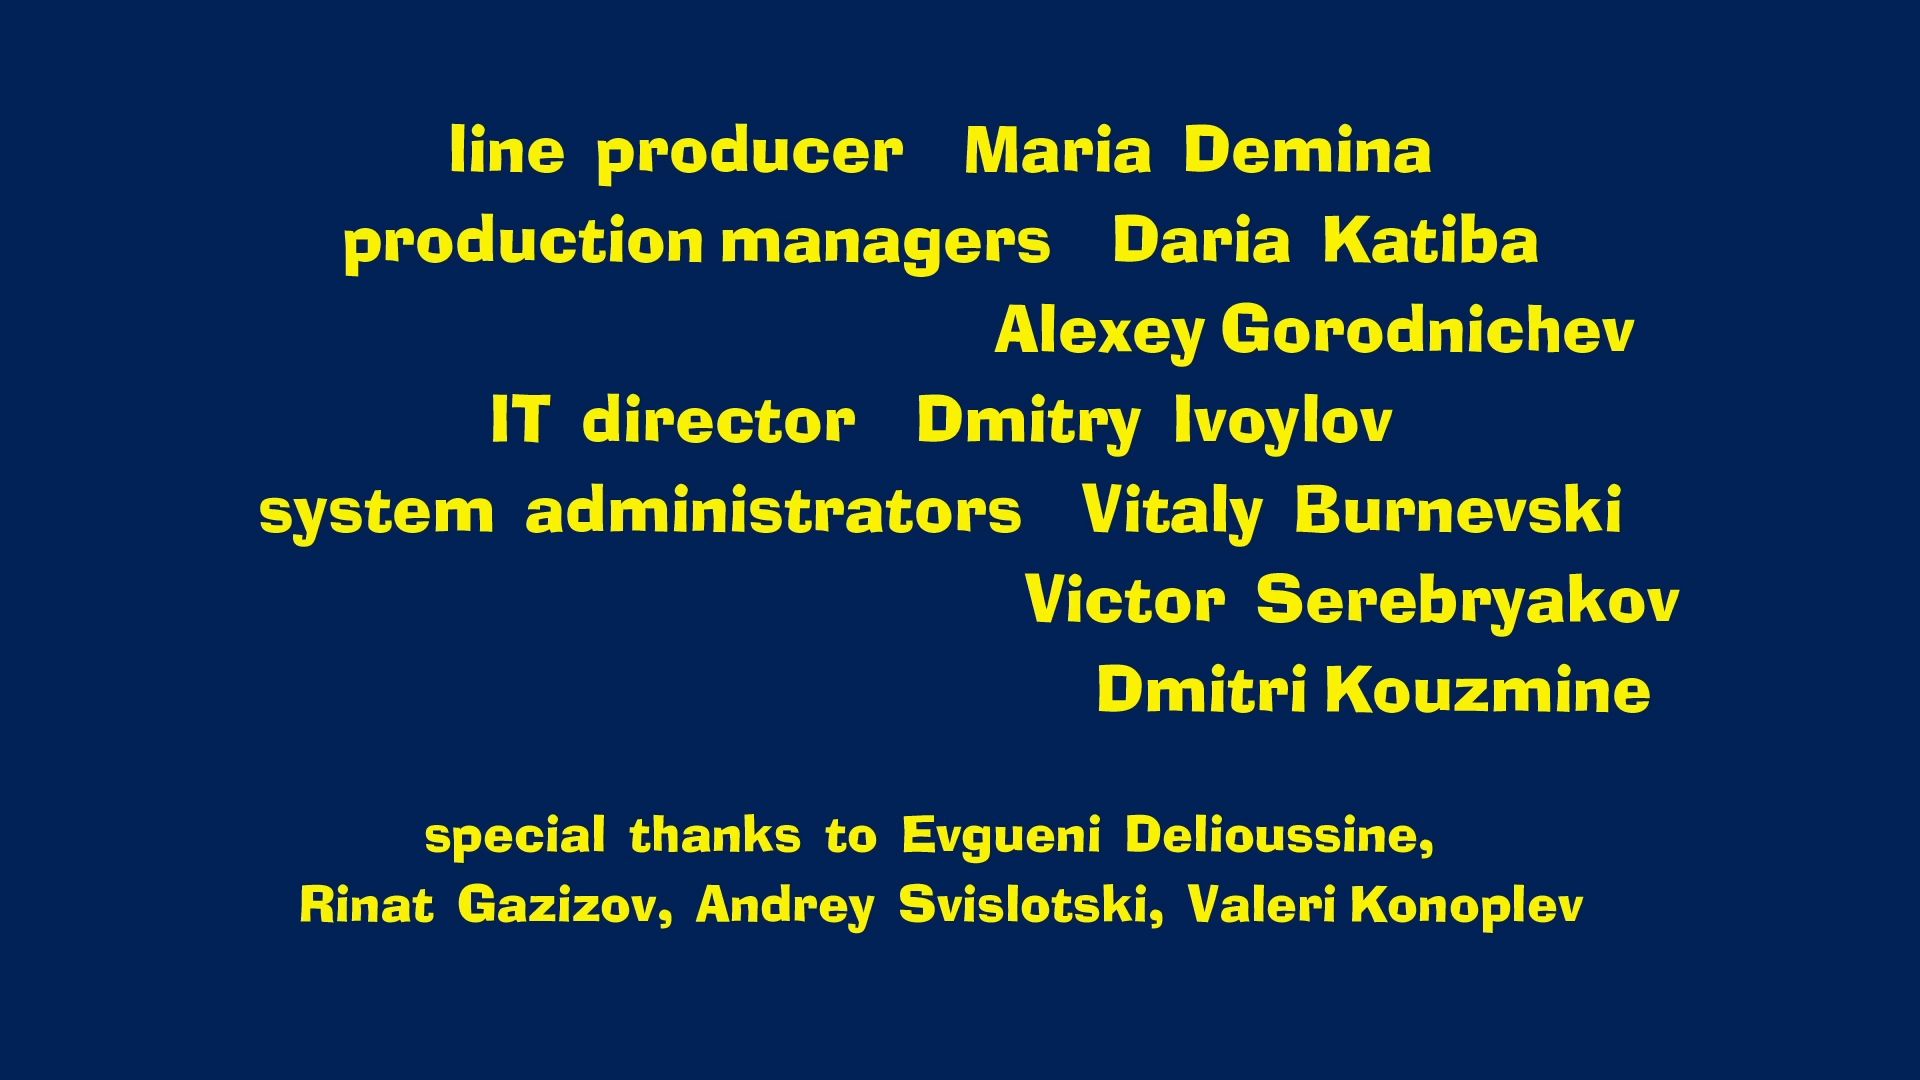 line producer Maria Demina
production managers Daria Katiba
Alexey Gorodnichev
IT director Dmitry Ivoylov
system administrators Vitaly Burnevski
Victor Serebryakov
Dmitri Kouzmine
special thanks to Evgueni Delioussine,
Rinat Gazizov, Andrey Svislotski, Valeri Konoplev